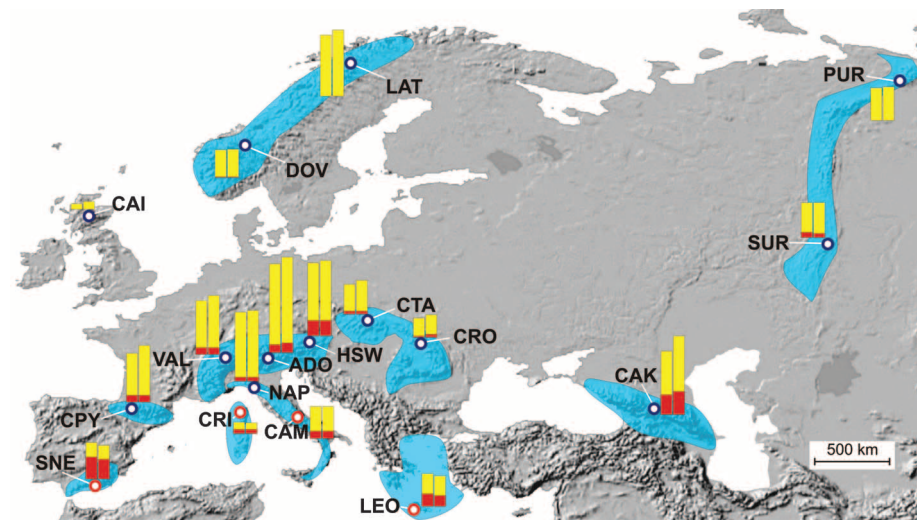 LAT
PUR
DOV
CAI
SUR
CTA
CRO
HSW
VAL
ADO
CAK
NAP
CPY
CRI
CAM
500 km
SNE
LEO